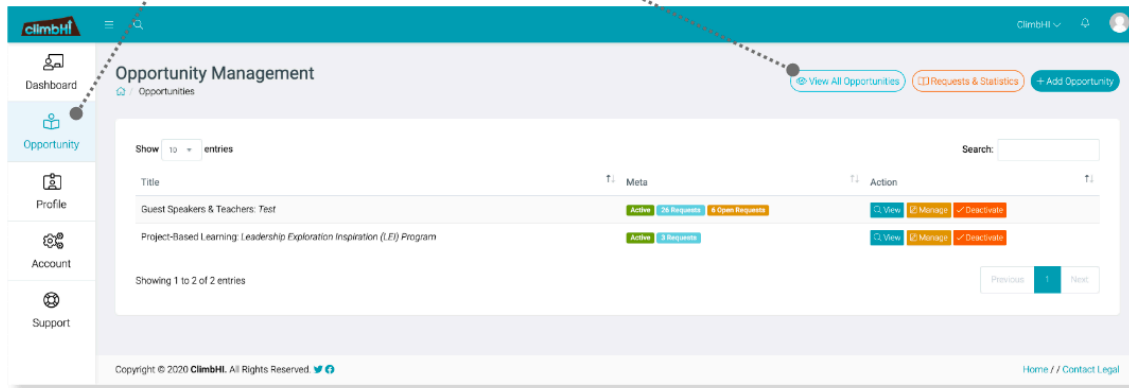 climbHI
ClimbHI
Dashboard
Opportunity
Profile
Account
Support
Opportunity Management
/ Opportunities
View All Opportunities
Requests & Statistics
+ Add Opportunity
Show 10 entries
Search:
Title Meta Action
Guest Speakers & Teachers: Test Active 26 Requests 6 Open Requests View Manage Deactivate
Project-Based Learning: Leadership Exploration Inspiration (LEI) Program Active 3 Requests View Manage Deactivate
Showing 1 to 2 of 2 entries
Previous 1 Next
Copyright © 2020 ClimbHI. All Rights Reserved.
Home / / Contact Legal